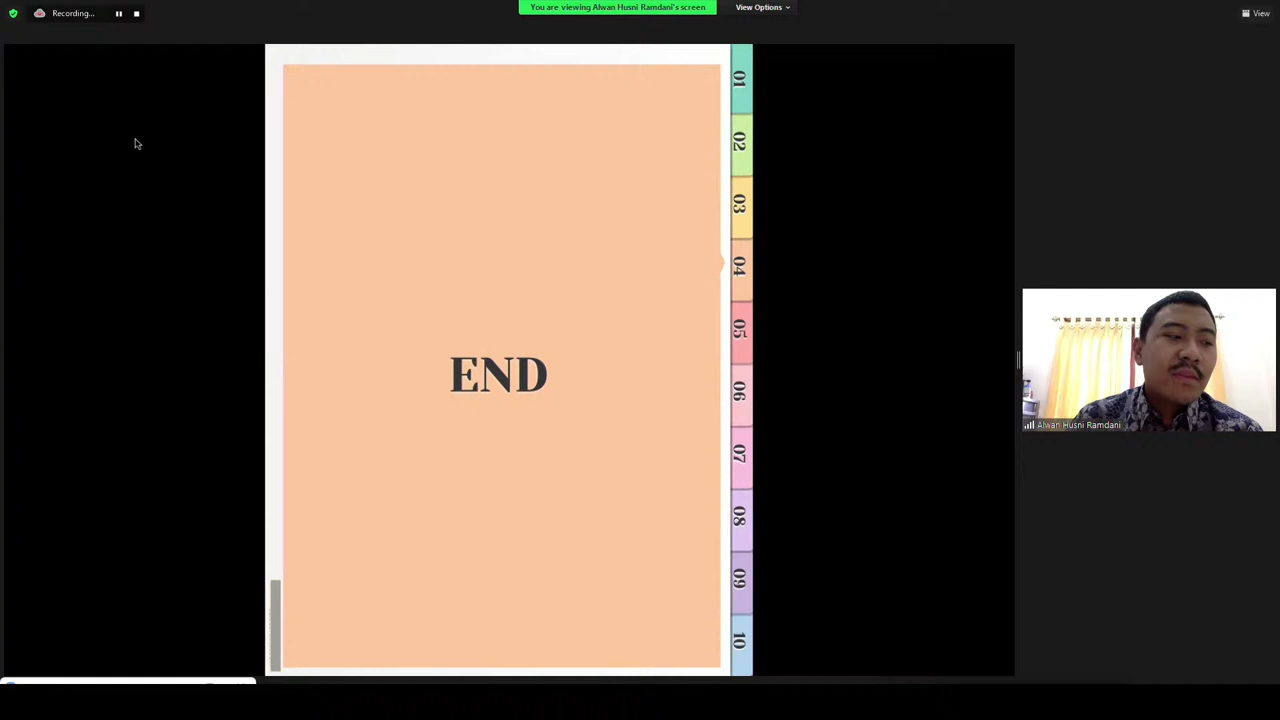 Recording...
You are viewing Alwan Husni Ramdani's screen
View Options
View
01
02
03
04
05
06
07
08
09
10
END
Alwan Husni Ramdani